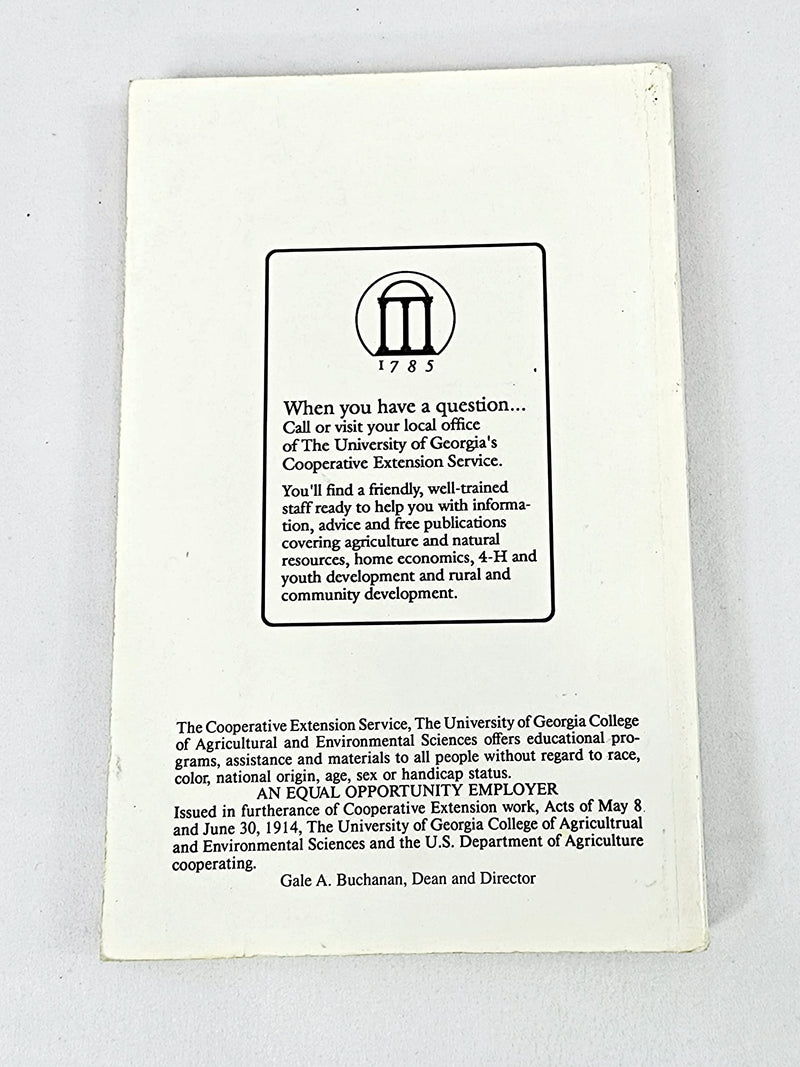 1785
When you have a question...
Call or visit your local office
of The University of Georgia's
Cooperative Extension Service.
You'll find a friendly, well-trained
staff ready to help you with informa-
tion, advice and free publications
covering agriculture and natural
resources, home economics, 4-H and
youth development and rural and
community development.
The Cooperative Extension Service, The University of Georgia College
of Agricultural and Environmental Sciences offers educational pro-
grams, assistance and materials to all people without regard to race,
color, national origin, age, sex or handicap status.
AN EQUAL OPPORTUNITY EMPLOYER
Issued in furtherance of Cooperative Extension work, Acts of May 8
and June 30, 1914, The University of Georgia College of Agricultrual
and Environmental Sciences and the U.S. Department of Agriculture
cooperating.
Gale A. Buchanan, Dean and Director